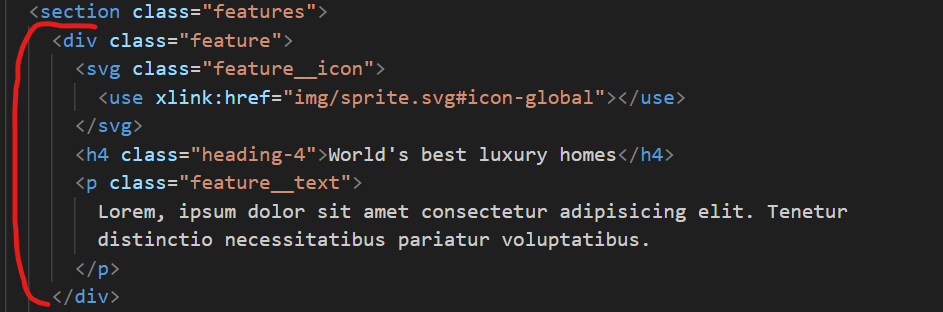 <section class="features">
<div class="feature">
<svg class="feature__icon">
<use xlink:href="img/sprite.svg#icon-global"></use>
</svg>
<h4 class="heading-4">World's best luxury homes</h4>
<p class="feature__text">
Lorem, ipsum dolor sit amet consectetur adipisicing elit. Tenetur
distinctio necessitatibus pariatur voluptatibus.
</p>
</div>